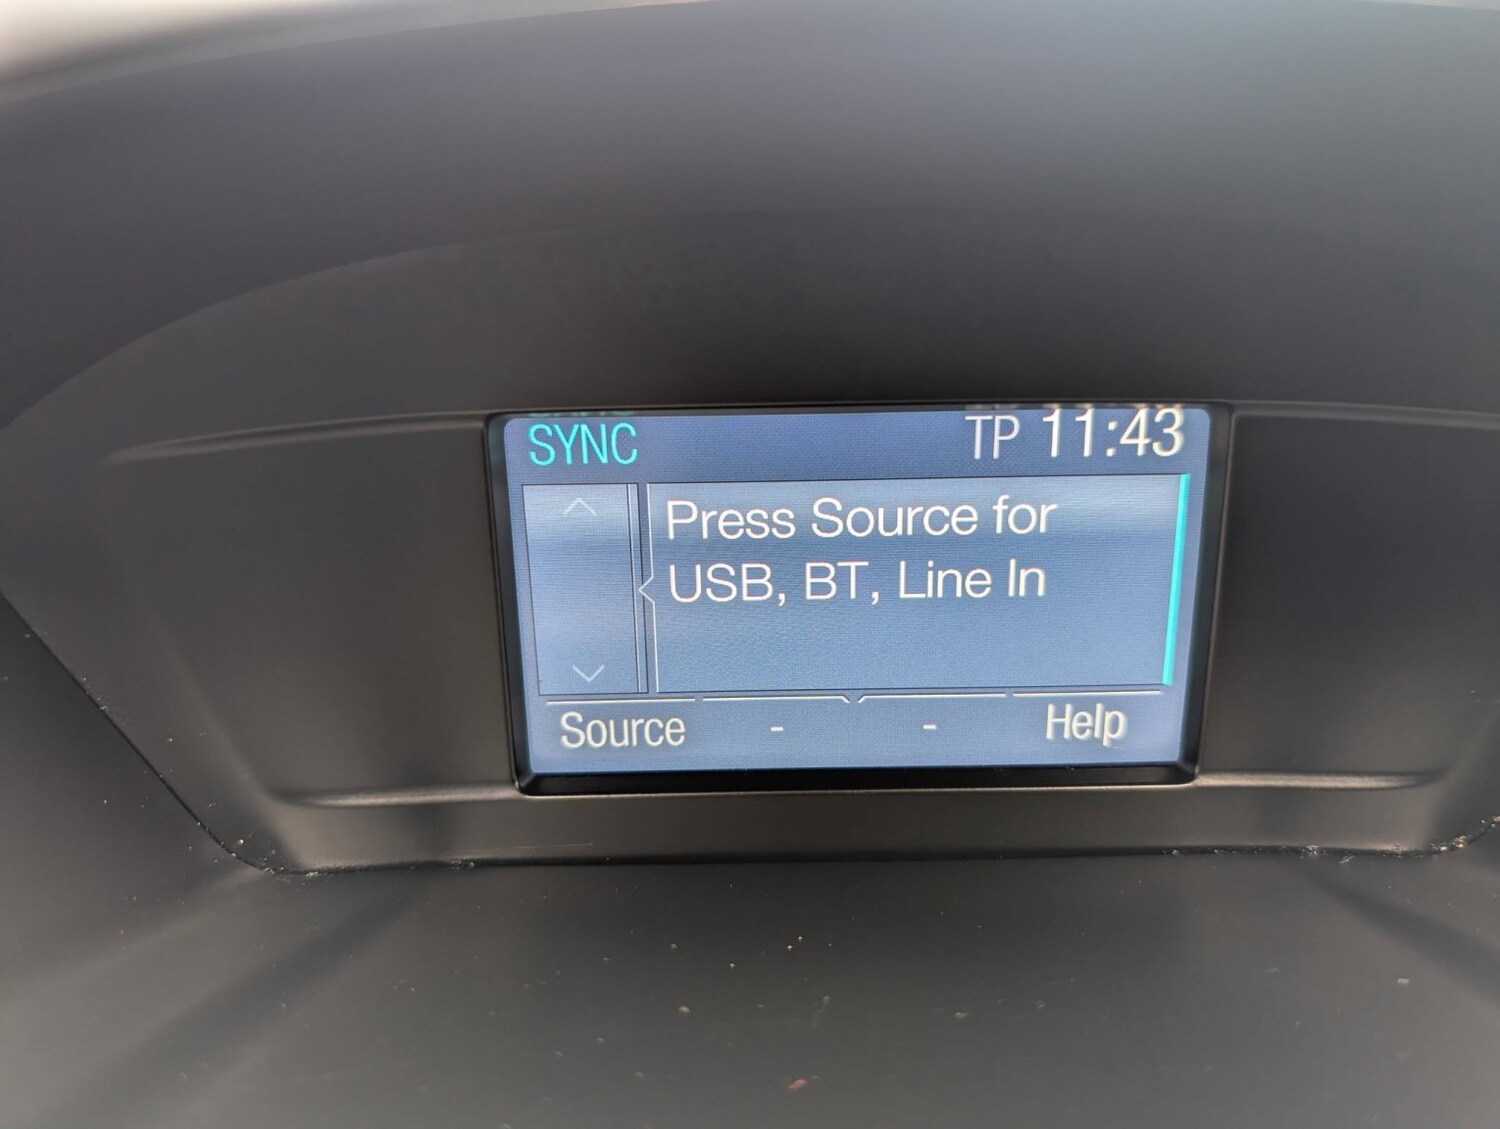 SYNC TP 11:43
Press Source for
USB, BT, Line In
Source - - Help